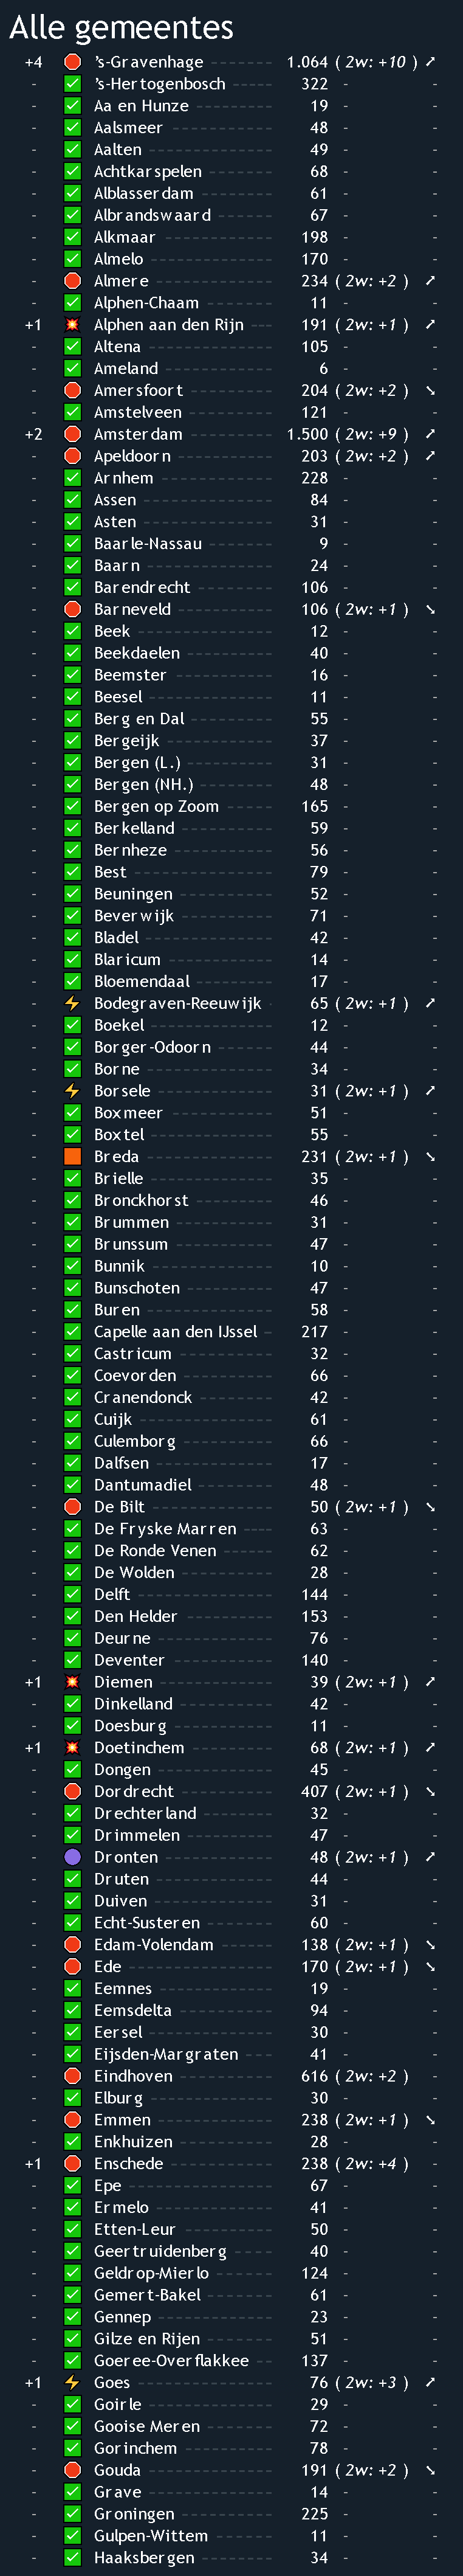 Alle gemeentes
+4 's-Gravenhage 1.064 ( 2w: +10 ) ↗
- 's-Hertogenbosch 322 - -
- Aa en Hunze 19 - -
- Aalsmeer 48 - -
- Aalten 49 - -
- Achtkarspelen 68 - -
- Alblasserdam 61 - -
- Albrandswaard 67 - -
- Alkmaar 198 - -
- Almelo 170 - -
- Almere 234 ( 2w: +2 ) ↗
- Alphen-Chaam 11 - -
+1 Alphen aan den Rijn 191 ( 2w: +1 ) ↗
- Altena 105 - -
- Ameland 6 - -
- Amersfoort 204 ( 2w: +2 ) ↘
- Amstelveen 121 - -
+2 Amsterdam 1.500 ( 2w: +9 ) ↗
- Apeldoorn 203 ( 2w: +2 ) ↗
- Arnhem 228 - -
- Assen 84 - -
- Asten 31 - -
- Baarle-Nassau 9 - -
- Baarn 24 - -
- Barendrecht 106 - -
- Barneveld 106 ( 2w: +1 ) ↘
- Beek 12 - -
- Beekdaelen 40 - -
- Beemster 16 - -
- Beesel 11 - -
- Berg en Dal 55 - -
- Bergeijk 37 - -
- Bergen (L.) 31 - -
- Bergen (NH.) 48 - -
- Bergen op Zoom 165 - -
- Berkelland 59 - -
- Bernheze 56 - -
- Best 79 - -
- Beuningen 52 - -
- Beverwijk 71 - -
- Bladel 42 - -
- Blaricum 14 - -
- Bloemendaal 17 - -
- Bodegraven-Reeuwijk 65 ( 2w: +1 ) ↗
- Boekel 12 - -
- Borger-Odoorn 44 - -
- Borne 34 - -
- Borsele 31 ( 2w: +1 ) ↗
- Boxmeer 51 - -
- Boxtel 55 - -
- Breda 231 ( 2w: +1 ) ↘
- Brielle 35 - -
- Bronckhorst 46 - -
- Brummen 31 - -
- Brunssum 47 - -
- Bunnik 10 - -
- Bunschoten 47 - -
- Buren 58 - -
- Capelle aan den IJssel 217 - -
- Castricum 32 - -
- Coevorden 66 - -
- Cranendonck 42 - -
- Cuijk 61 - -
- Culemborg 66 - -
- Dalfsen 17 - -
- Dantumadiel 48 - -
- De Bilt 50 ( 2w: +1 ) ↘
- De Fryske Marren 63 - -
- De Ronde Venen 62 - -
- De Wolden 28 - -
- Delft 144 - -
- Den Helder 153 - -
- Deurne 76 - -
- Deventer 140 - -
+1 Diemen 39 ( 2w: +1 ) ↗
- Dinkelland 42 - -
- Doesburg 11 - -
+1 Doetinchem 68 ( 2w: +1 ) ↗
- Dongen 45 - -
- Dordrecht 407 ( 2w: +1 ) ↘
- Drechterland 32 - -
- Drimmelen 47 - -
- Dronten 48 ( 2w: +1 ) ↗
- Druten 44 - -
- Duiven 31 - -
- Echt-Susteren 60 - -
- Edam-Volendam 138 ( 2w: +1 ) ↘
- Ede 170 ( 2w: +1 ) ↘
- Eemnes 19 - -
- Eemsdelta 94 - -
- Eersel 30 - -
- Eijsden-Margraten 41 - -
- Eindhoven 616 ( 2w: +2 ) -
- Elburg 30 - -
- Emmen 238 ( 2w: +1 ) ↘
- Enkhuizen 28 - -
+1 Enschede 238 ( 2w: +4 ) -
- Epe 67 - -
- Ermelo 41 - -
- Etten-Leur 50 - -
- Geertruidenberg 40 - -
- Geldrop-Mierlo 124 - -
- Gemert-Bakel 61 - -
- Gennep 23 - -
- Gilze en Rijen 51 - -
- Goeree-Overflakkee 137 - -
+1 Goes 76 ( 2w: +3 ) ↗
- Goirle 29 - -
- Gooise Meren 72 - -
- Gorinchem 78 - -
- Gouda 191 ( 2w: +2 ) ↘
- Grave 14 - -
- Groningen 225 - -
- Gulpen-Wittem 11 - -
- Haaksbergen 34 - -